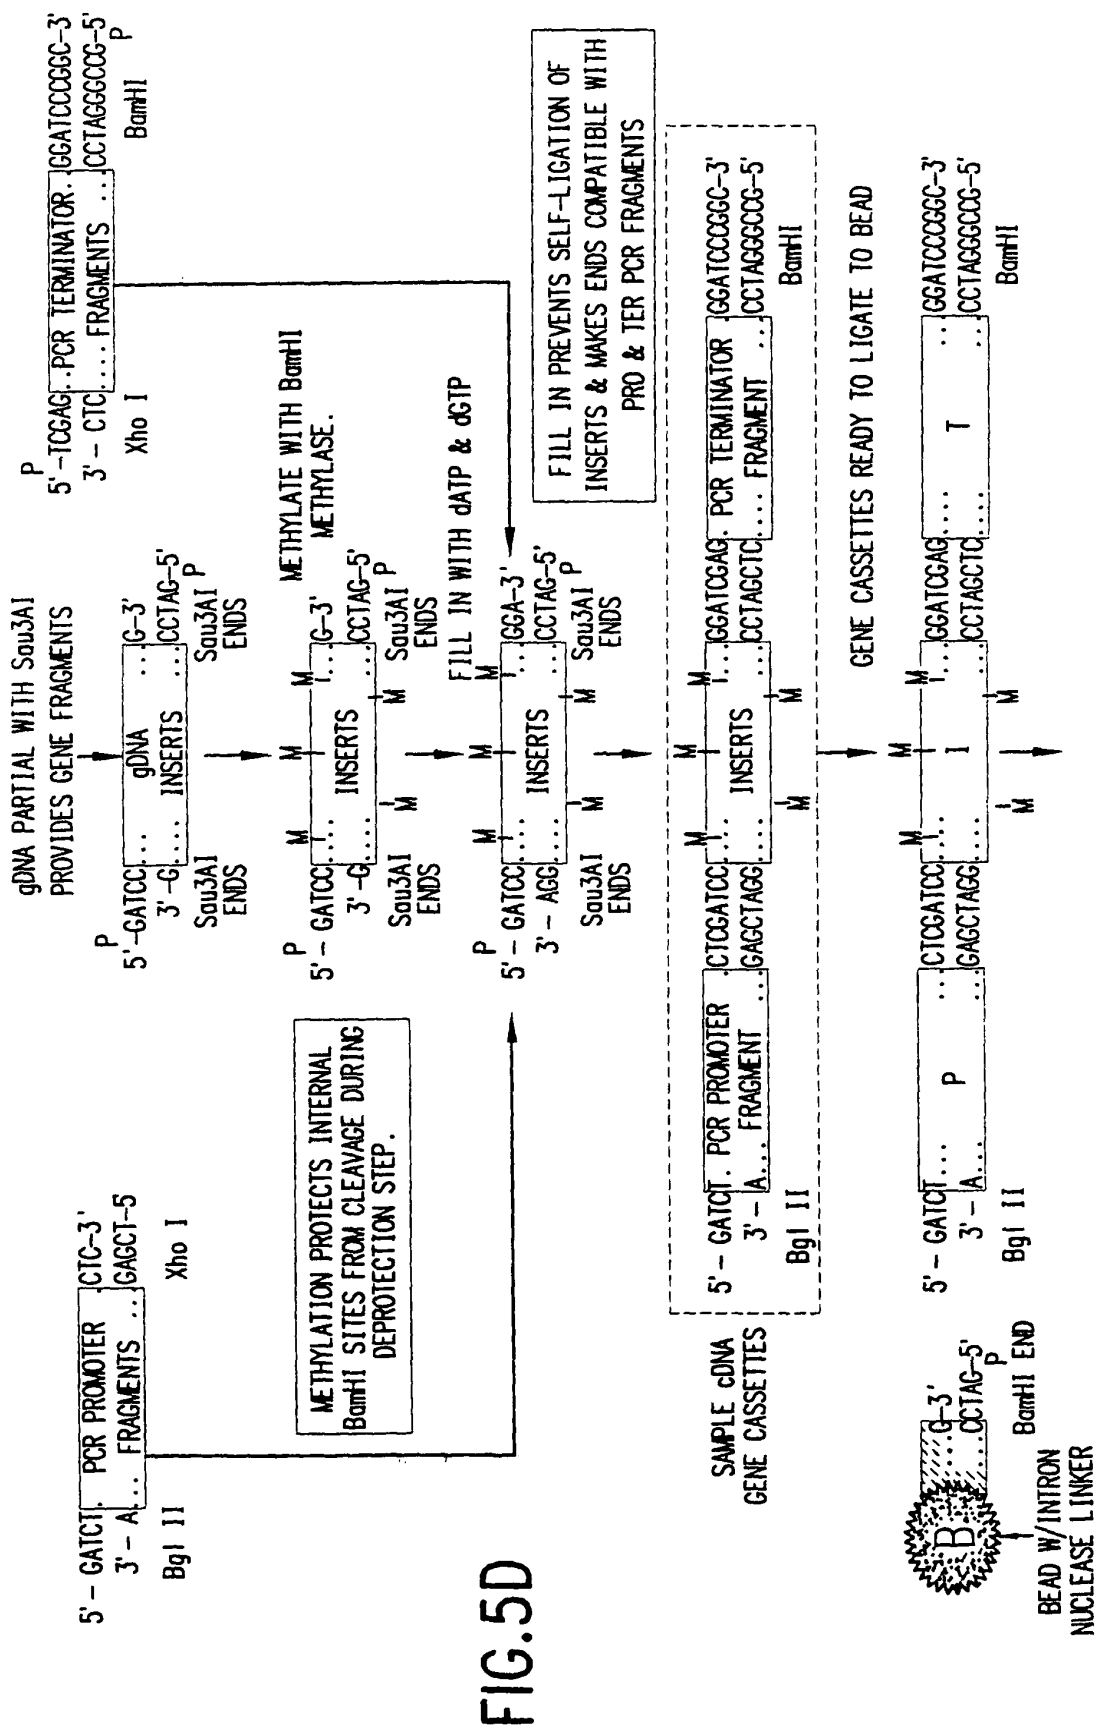 gDNA PARTIAL WITH Sau3AI
PROVIDES GENE FRAGMENTS
P
5'-GATCC... ...G-3'
gDNA
3'-G.... INSERTS ...CCTAG-5'
P
Sau3AI
ENDS
Sau3AI
ENDS
P
5'-TCGAG..PCR TERMINATOR..GGATCCCGGC-3'
3'- CTC.... FRAGMENTS ...CCTAGGGCCG-5'
P
Xho I
BamHI
METHYLATE WITH BamHI
METHYLASE.
P
M M M
5'- GATCC... ...G-3'
INSERTS
3'-G.... ...CCTAG-5'
P
M M
Sau3AI
ENDS
Sau3AI
ENDS
5'- GATCT. PCR PROMOTER .CTC-3'
3'- A... FRAGMENTS ...GAGCT-5
Bgl II
Xho I
METHYLATION PROTECTS INTERNAL
BamHI SITES FROM CLEAVAGE DURING
DEPROTECTION STEP.
FILL IN WITH dATP & dGTP
P
M M M
5'- GATCC... ...GGA-3'
INSERTS
3'- AGG.... ...CCTAG-5'
P
M M
Sau3AI
ENDS
Sau3AI
ENDS
FILL IN PREVENTS SELF-LIGATION OF
INSERTS & MAKES ENDS COMPATIBLE WITH
PRO & TER PCR FRAGMENTS
SAMPLE cDNA
GENE CASSETTES
M M M
5'- GATCT. PCR PROMOTER .CTCGATCC... INSERTS ...GGATCGAG. PCR TERMINATOR .GGATCCCGGC-3'
3'- A... FRAGMENT ...GAGCTAGG.... ...CCTAGCTC.... FRAGMENT ...CCTAGGGCCG-5'
M M
Bgl II
BamHI
GENE CASSETTES READY TO LIGATE TO BEAD
M M M
5'- GATCT... P ...CTCGATCC... I ...GGATCGAG.... T ...GGATCCCGGC-3'
3'- A.... ...GAGCTAGG.... ...CCTAGCTC.... ...CCTAGGGCCG-5'
M M
Bgl II
BamHI
B
....G-3'
....CCTAG-5'
P
BamHI END
BEAD W/INTRON
NUCLEASE LINKER
FIG.5D